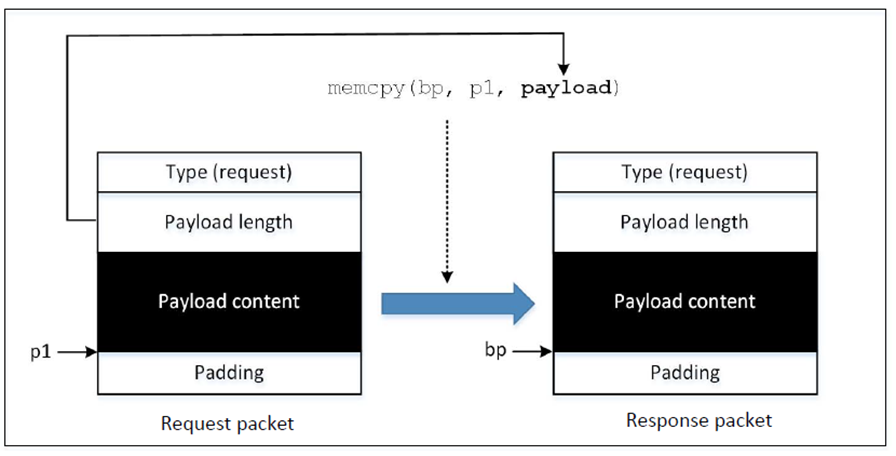 memcpy(bp, p1, payload)
Type (request)
Payload length
Payload content
p1
Padding
Request packet
Type (request)
Payload length
Payload content
bp
Padding
Response packet